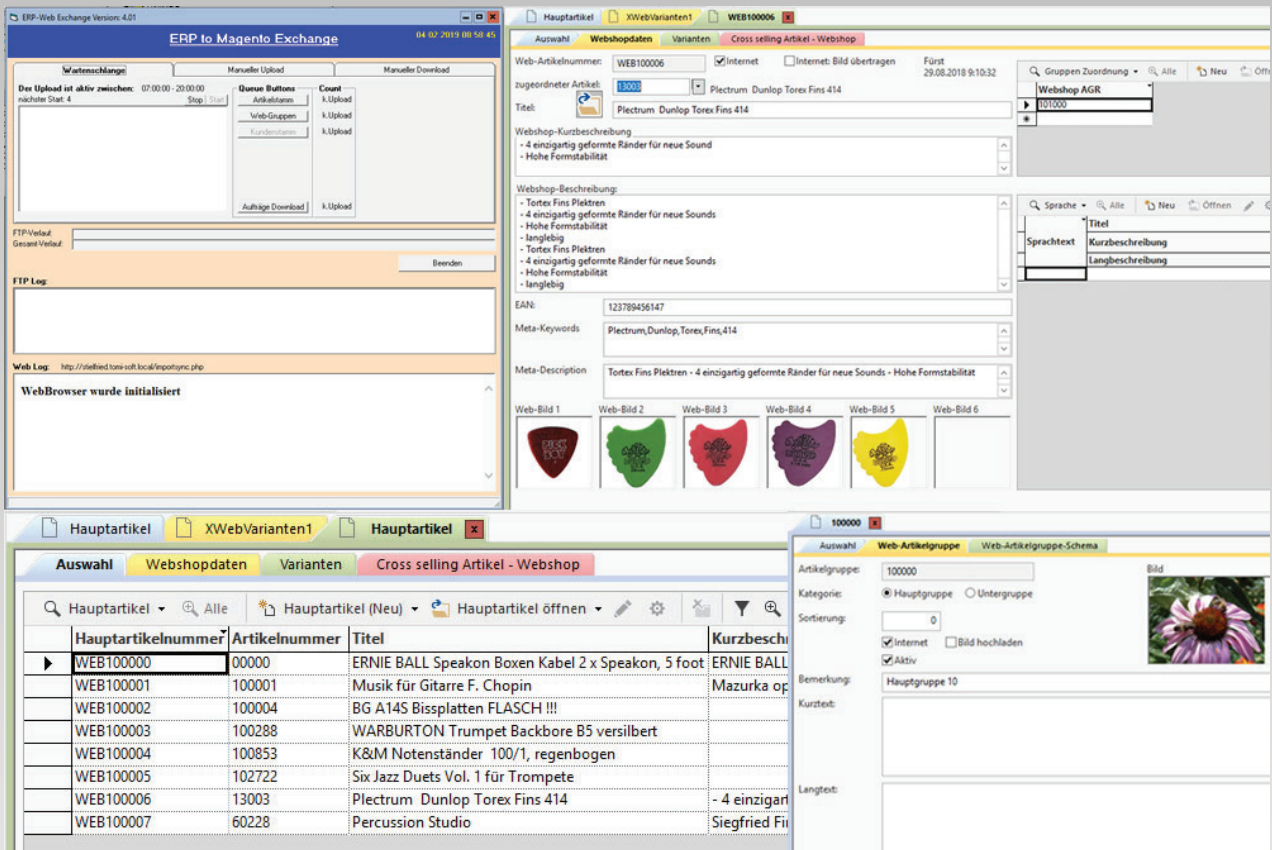 ERP-Web Exchange Version: 4.01
ERP to Magento Exchange
04-02-2019 08:58:45
Wartenschlange
Manueller Upload
Manueller Download
Der Upload ist aktiv zwischen: 07:00:00 - 20:00:00
nächster Start: 4
Stop
Start
Queue Buttons
Count
Artikelstamm
k.Upload
Web-Gruppen
k.Upload
Kundenstamm
k.Upload
Aufträge Download
k.Upload
FTP-Verlauf:
Gesamt-Verlauf:
Beenden
FTP Log:
Web Log: http://stielfried.tomi-soft.local/importsync.php
WebBrowser wurde initialisiert
Hauptartikel
XWebVarianten1
WEB100006
x
Auswahl
Webshopdaten
Varianten
Cross selling Artikel - Webshop
Web-Artikelnummer:
WEB100006
Internet
Internet: Bild übertragen
Fürst
29.08.2018 9:10:32
zugeordneter Artikel:
13003
Plectrum Dunlop Torex Fins 414
Titel:
Plectrum Dunlop Torex Fins 414
Webshop-Kurzbeschreibung
- 4 einzigartig geformte Ränder für neue Sound
- Hohe Formstabilität
Webshop-Beschreibung:
- Tortex Fins Plektren
- 4 einzigartig geformte Ränder für neue Sounds
- Hohe Formstabilität
- langlebig
- Tortex Fins Plektren
- 4 einzigartig geformte Ränder für neue Sounds
- Hohe Formstabilität
- langlebig
EAN:
123789456147
Meta-Keywords
Plectrum,Dunlop,Torex,Fins,414
Meta-Description
Tortex Fins Plektren - 4 einzigartig geformte Ränder für neue Sounds - Hohe Formstabilität
Web-Bild 1
Web-Bild 2
Web-Bild 3
Web-Bild 4
Web-Bild 5
Web-Bild 6
Gruppen Zuordnung
Alle
Neu
Öffn
Webshop AGR
101000
Sprache
Alle
Neu
Öffnen
Sprachtext
Titel
Kurzbeschreibung
Langbeschreibung
Hauptartikel
XWebVarianten1
Hauptartikel
x
Auswahl
Webshopdaten
Varianten
Cross selling Artikel - Webshop
Hauptartikel
Alle
Hauptartikel (Neu)
Hauptartikel öffnen
Hauptartikelnummer
Artikelnummer
Titel
Kurzbeschr
WEB100000 00000 ERNIE BALL Speakon Boxen Kabel 2 x Speakon, 5 foot ERNIE BALL
WEB100001 100001 Musik für Gitarre F. Chopin Mazurka op
WEB100002 100004 BG A14S Bissplatten FLASCH !!!
WEB100003 100288 WARBURTON Trumpet Backbore B5 versilbert
WEB100004 100853 K&M Notenständer 100/1, regenbogen
WEB100005 102722 Six Jazz Duets Vol. 1 für Trompete
WEB100006 13003 Plectrum Dunlop Torex Fins 414 - 4 einzigart
WEB100007 60228 Percussion Studio Siegfried Fi
100000
x
Auswahl
Web-Artikelgruppe
Web-Artikelgruppe-Schema
Artikelgruppe:
100000
Bild
Kategorie:
Hauptgruppe
Untergruppe
Sortierung:
0
Internet
Bild hochladen
Aktiv
Bemerkung:
Hauptgruppe 10
Kurztext:
Langtext: